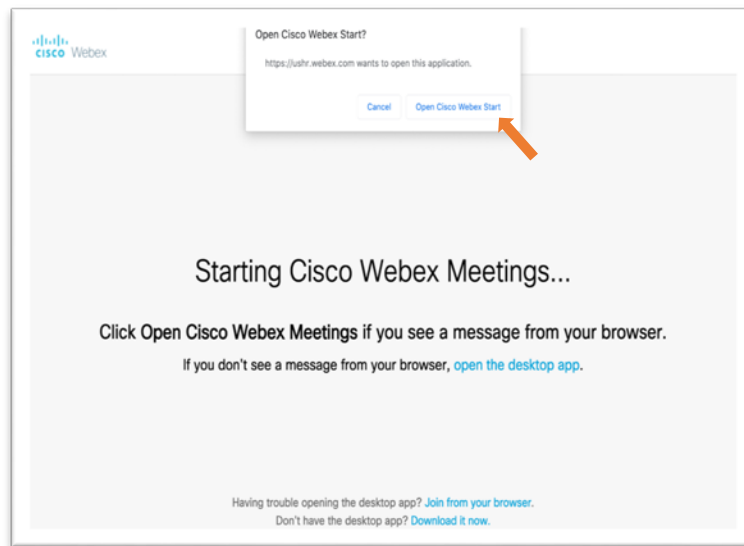 Open Cisco Webex Start?
https://ushr.webex.com wants to open this application.
Cancel
Open Cisco Webex Start
CISCO Webex
Starting Cisco Webex Meetings...
Click Open Cisco Webex Meetings if you see a message from your browser.
If you don't see a message from your browser, open the desktop app.
Having trouble opening the desktop app? Join from your browser.
Don't have the desktop app? Download it now.